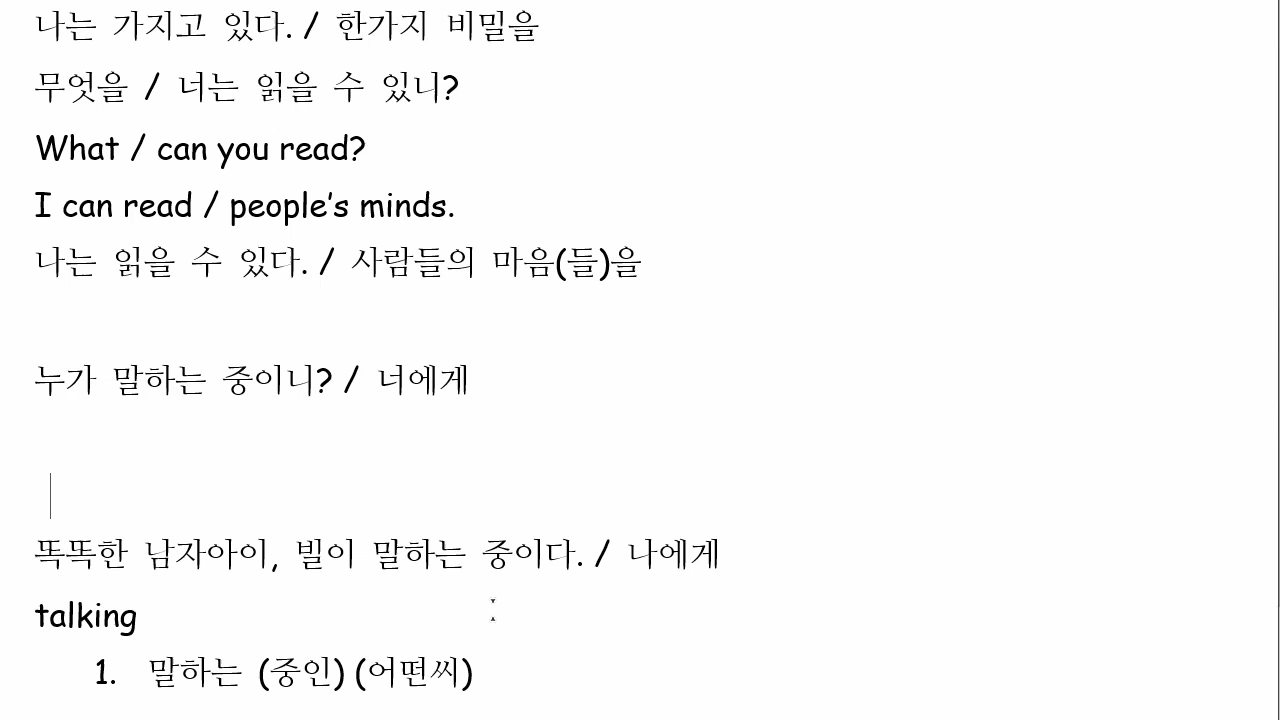 나는 가지고 있다. / 한가지 비밀을
무엇을 / 너는 읽을 수 있니?
What / can you read?
I can read / people's minds.
나는 읽을 수 있다. / 사람들의 마음(들)을
누가 말하는 중이니? / 너에게
똑똑한 남자아이, 빌이 말하는 중이다. / 나에게
talking
1. 말하는 (중인) (어떤씨)